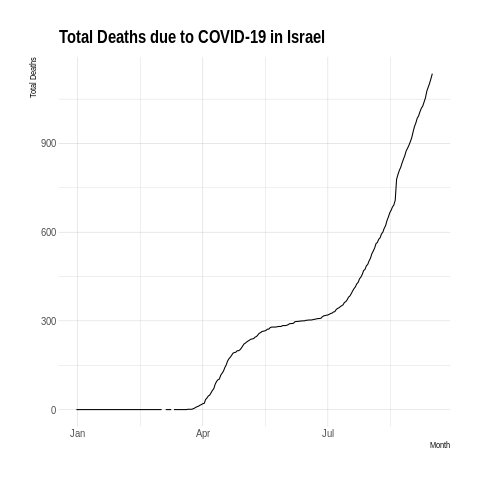 Total Deaths due to COVID-19 in Israel
Total Deaths
900
600
300
0
Jan Apr Jul
Month